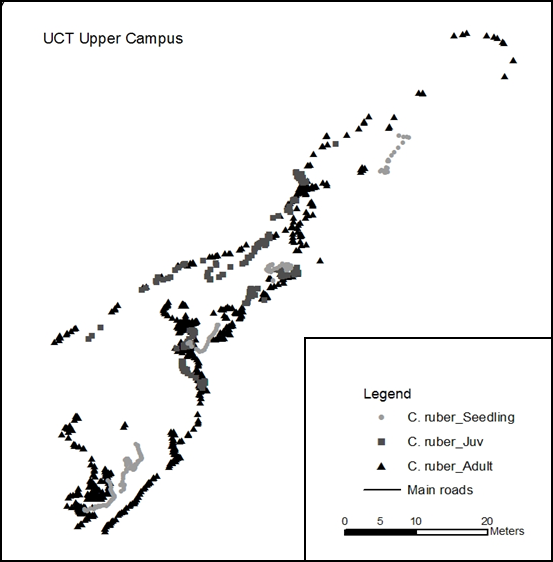 UCT Upper Campus
Legend
C. ruber_Seedling
C. ruber_Juv
C. ruber_Adult
Main roads
0 5 10 20
Meters